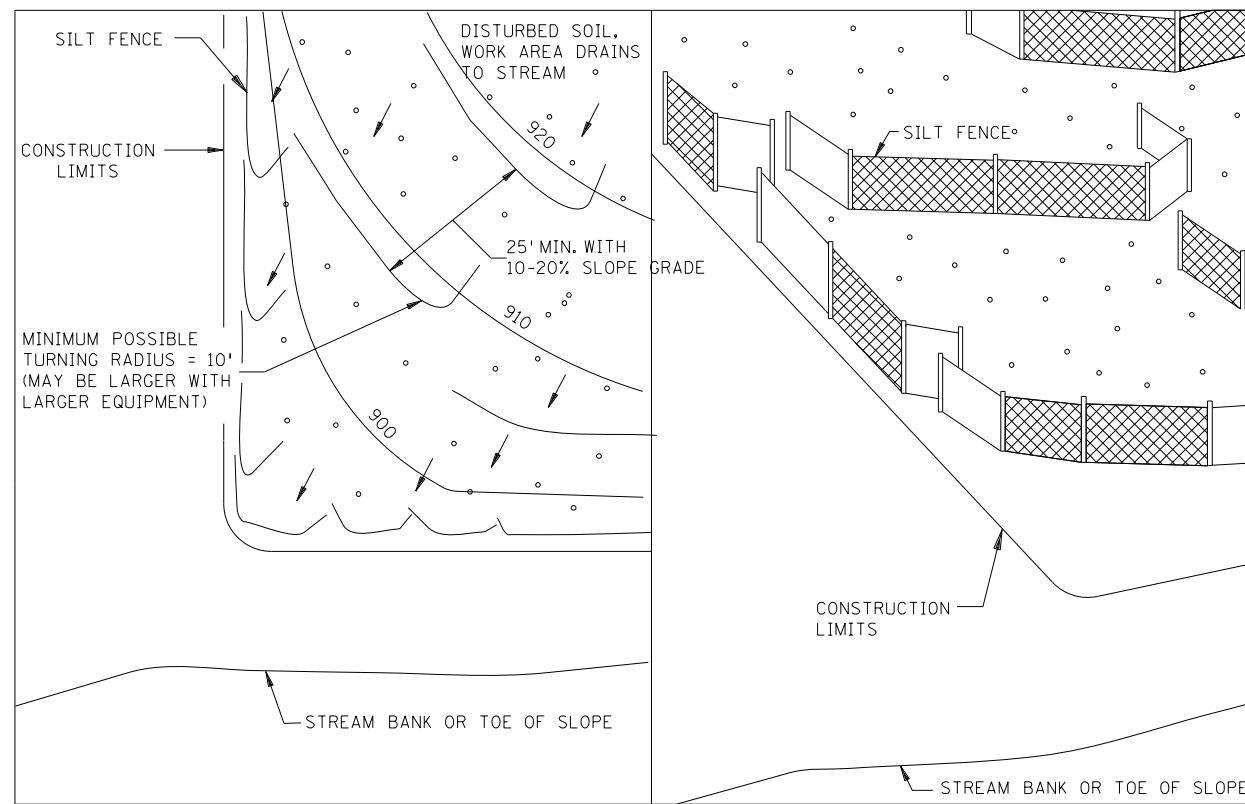 SILT FENCE
CONSTRUCTION
LIMITS
DISTURBED SOIL,
WORK AREA DRAINS
TO STREAM
920
25' MIN. WITH
10-20% SLOPE GRADE
910
MINIMUM POSSIBLE
TURNING RADIUS = 10'
(MAY BE LARGER WITH
LARGER EQUIPMENT)
900
STREAM BANK OR TOE OF SLOPE
SILT FENCE
CONSTRUCTION
LIMITS
STREAM BANK OR TOE OF SLOPE